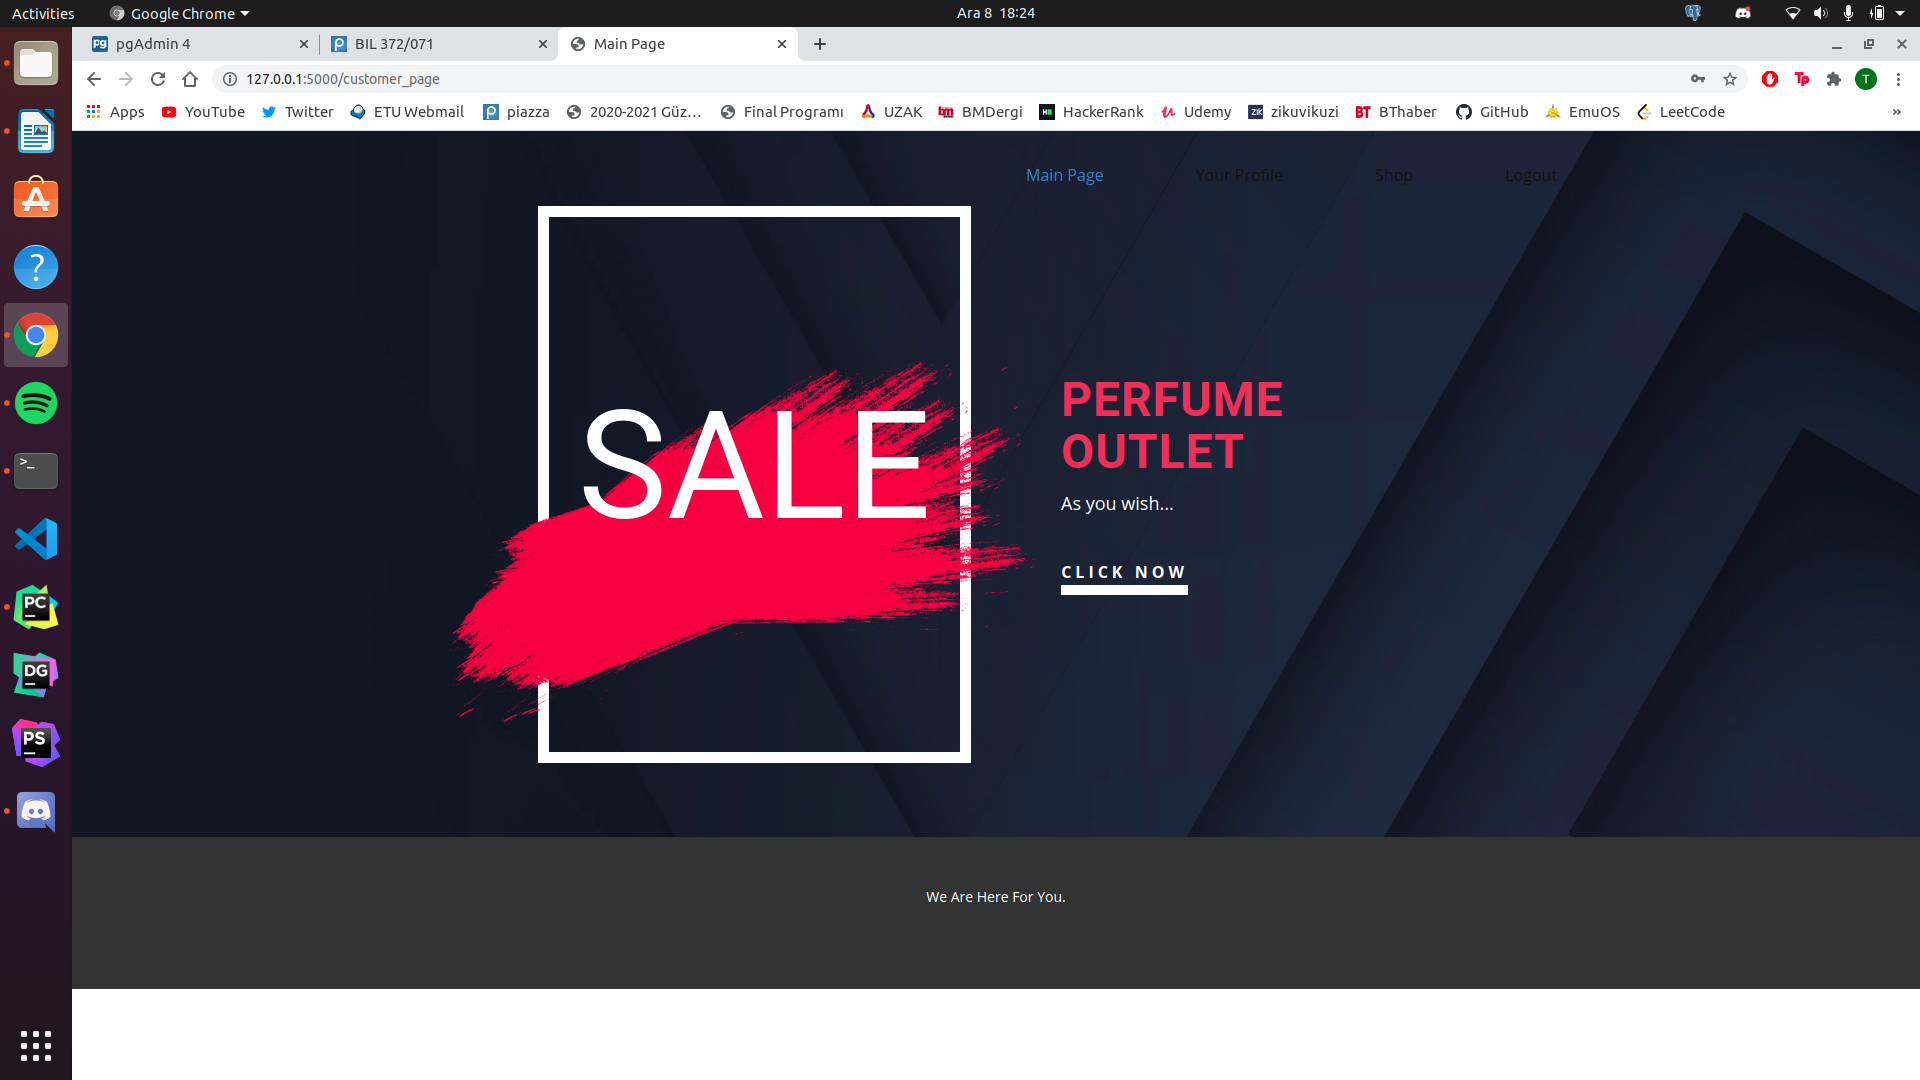 Activities Google Chrome Ara 8 18:24
pgAdmin 4 BIL 372/071 Main Page
127.0.0.1:5000/customer_page T
Apps YouTube Twitter ETU Webmail piazza 2020-2021 Güz… Final Programı UZAK BMDergi HackerRank Udemy zikuvikuzi BThaber GitHub EmuOS LeetCode »
Main Page Your Profile Shop Logout
SALE
PERFUME
OUTLET
As you wish...
CLICK NOW
We Are Here For You.
>_
PC
DG
PS